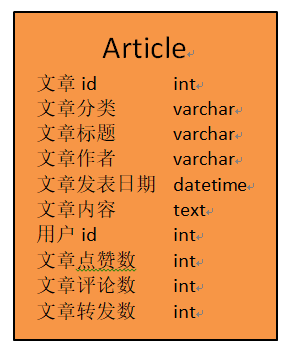 Article
文章 id int
文章分类 varchar
文章标题 varchar
文章作者 varchar
文章发表日期 datetime
文章内容 text
用户 id int
文章点赞数 int
文章评论数 int
文章转发数 int